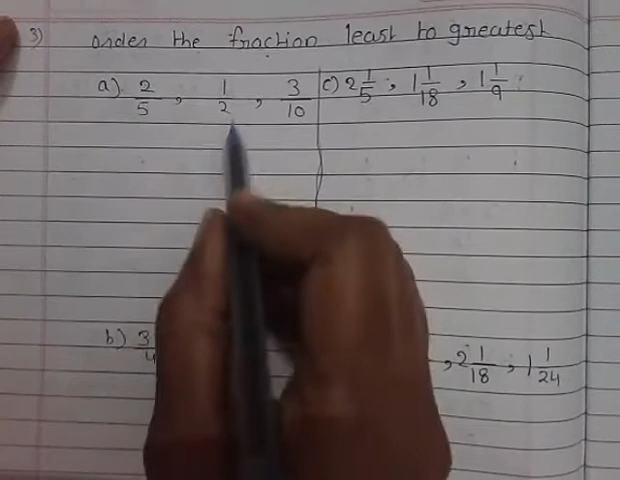 3) order the fraction least to greatest
a) 2/5, 1/2, 3/10
c) 2 1/5, 1 1/18, 1 1/9
b) 3/4
, 2 1/18, 1 1/24